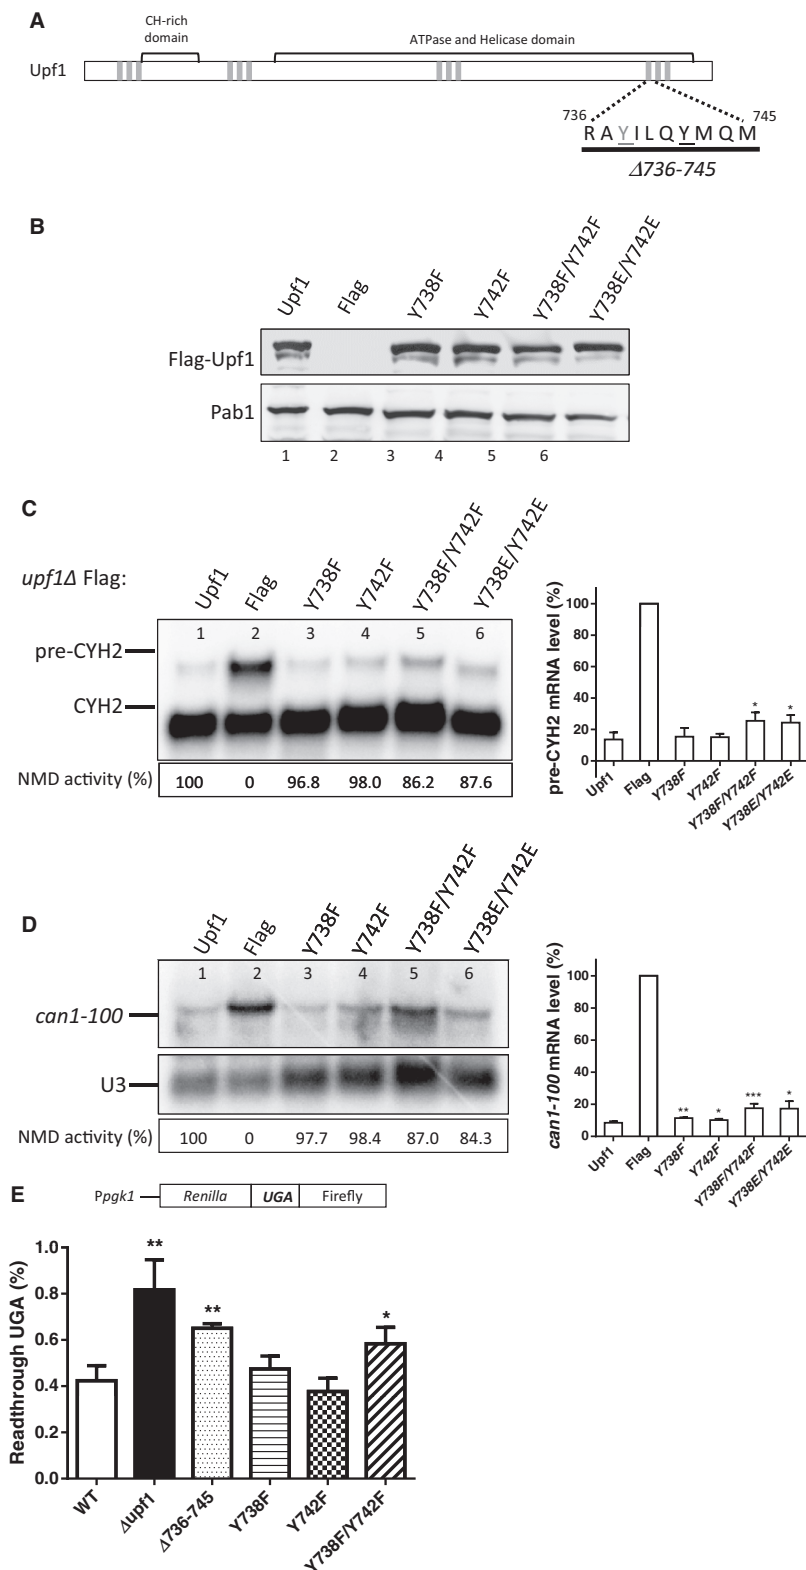 A
CH-rich
domain
ATPase and Helicase domain
Upf1
736
745
RAYILQYMQM
Δ736-745
B
Upf1 Flag Y738F Y742F Y738F/Y742F Y738E/Y742E
Flag-Upf1
Pab1
1 2 3 4 5 6
C
upf1Δ Flag:
Upf1 Flag Y738F Y742F Y738F/Y742F Y738E/Y742E
1 2 3 4 5 6
pre-CYH2
CYH2
NMD activity (%) 100 0 96.8 98.0 86.2 87.6
pre-CYH2 mRNA level (%)
100
80
60
40
20
0
* *
Upf1 Flag Y738F Y742F Y738F/Y742F Y738E/Y742E
D
Upf1 Flag Y738F Y742F Y738F/Y742F Y738E/Y742E
1 2 3 4 5 6
can1-100
U3
NMD activity (%) 100 0 97.7 98.4 87.0 84.3
can1-100 mRNA level (%)
100
80
60
40
20
0
** * *** *
Upf1 Flag Y738F Y742F Y738F/Y742F Y738E/Y742E
E
Ppgk1 Renilla UGA Firefly
Readthrough UGA (%)
1.0
0.8
0.6
0.4
0.2
0.0
** ** *
WT Δupf1 Δ736-745 Y738F Y742F Y738F/Y742F